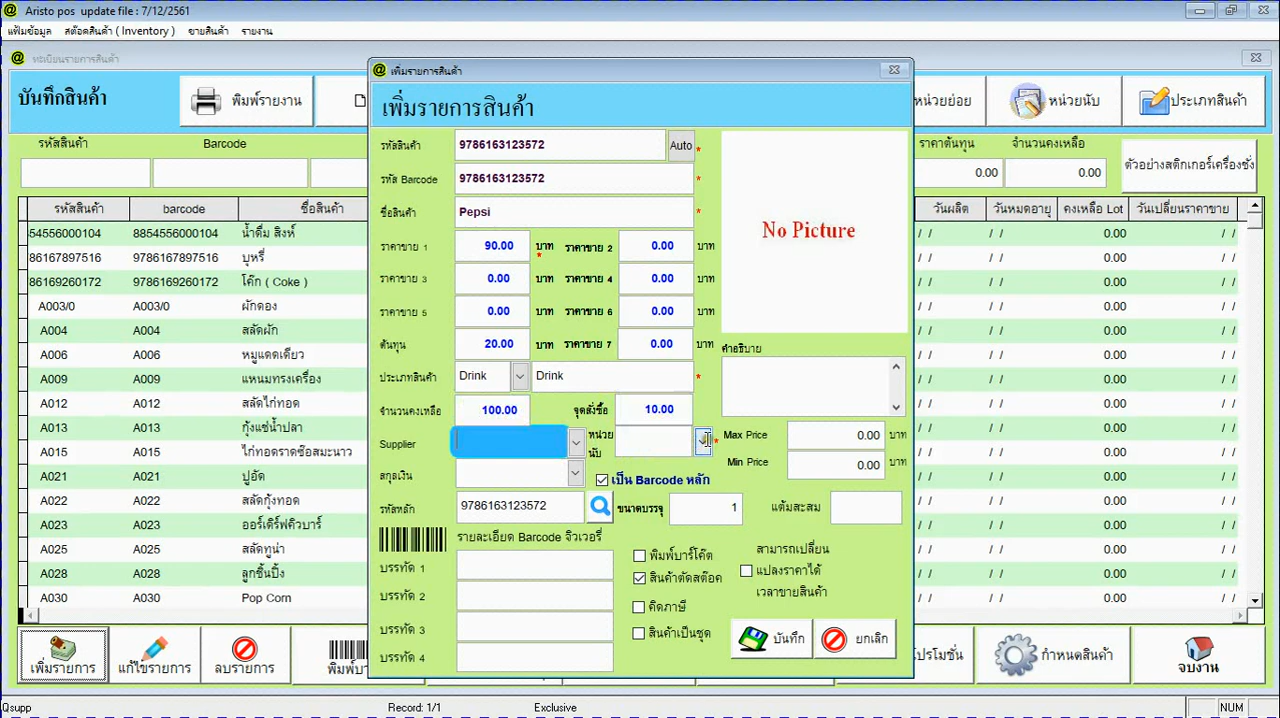 Aristo pos update file : 7/12/2561
แฟ้มข้อมูล สต๊อคสินค้า ( Inventory ) ขายสินค้า รายงาน
ทะเบียนรายการสินค้า
บันทึกสินค้า พิมพ์รายงาน หน่วยย่อย หน่วยนับ ประเภทสินค้า
รหัสสินค้า Barcode ราคาต้นทุน จำนวนคงเหลือ ตัวอย่างสติกเกอร์เครื่องชั่ง
0.00 0.00
รหัสสินค้า barcode ชื่อสินค้า วันผลิต วันหมดอายุ คงเหลือ Lot วันเปลี่ยนราคาขาย
54556000104 8854556000104 น้ำดื่ม สิงห์ / / / / 0.00 / /
86167897516 9786167897516 บุหรี่ / / / / 0.00 / /
86169260172 9786169260172 โค๊ก ( Coke ) / / / / 0.00 / /
A003/0 A003/0 ผักดอง / / / / 0.00 / /
A004 A004 สลัดผัก / / / / 0.00 / /
A006 A006 หมูแดดเดียว / / / / 0.00 / /
A009 A009 แหนมทรงเครื่อง / / / / 0.00 / /
A012 A012 สลัดไก่ทอด / / / / 0.00 / /
A013 A013 กุ้งแช่น้ำปลา / / / / 0.00 / /
A015 A015 ไก่ทอดราดซ๊อสมะนาว / / / / 0.00 / /
A021 A021 ปูอัด / / / / 0.00 / /
A022 A022 สลัดกุ้งทอด / / / / 0.00 / /
A023 A023 ออร์เดิร์ฟคิวบาร์ / / / / 0.00 / /
A025 A025 สลัดทูน่า / / / / 0.00 / /
A028 A028 ลูกชิ้นปิ้ง / / / / 0.00 / /
A030 A030 Pop Corn / / / / 0.00 / /
เพิ่มรายการสินค้า
เพิ่มรายการสินค้า
รหัสสินค้า 9786163123572 Auto *
รหัส Barcode 9786163123572 *
ชื่อสินค้า Pepsi *
ราคาขาย 1 90.00 บาท * ราคาขาย 2 0.00 บาท
No Picture
ราคาขาย 3 0.00 บาท ราคาขาย 4 0.00 บาท
ราคาขาย 5 0.00 บาท ราคาขาย 6 0.00 บาท
ต้นทุน 20.00 บาท ราคาขาย 7 0.00 บาท คำอธิบาย
ประเภทสินค้า Drink Drink *
จำนวนคงเหลือ 100.00 จุดสั่งซื้อ 10.00
Supplier หน่วยนับ * Max Price 0.00 บาท
Min Price 0.00 บาท
สกุลเงิน เป็น Barcode หลัก
รหัสหลัก 9786163123572 ขนาดบรรจุ 1 แต้มสะสม
รายละเอียด Barcode จิวเวอรี่
บรรทัด 1 พิมพ์บาร์โค๊ต สามารถเปลี่ยน
บรรทัด 2 สินค้าตัดสต๊อค แปลงราคาได้
เวลาขายสินค้า
คิดภาษี
บรรทัด 3 สินค้าเป็นชุด บันทึก ยกเลิก
บรรทัด 4
เพิ่มรายการ แก้ไขรายการ ลบรายการ พิมพ์บา โปรโมชั่น กำหนดสินค้า จบงาน
Qsupp Record: 1/1 Exclusive NUM